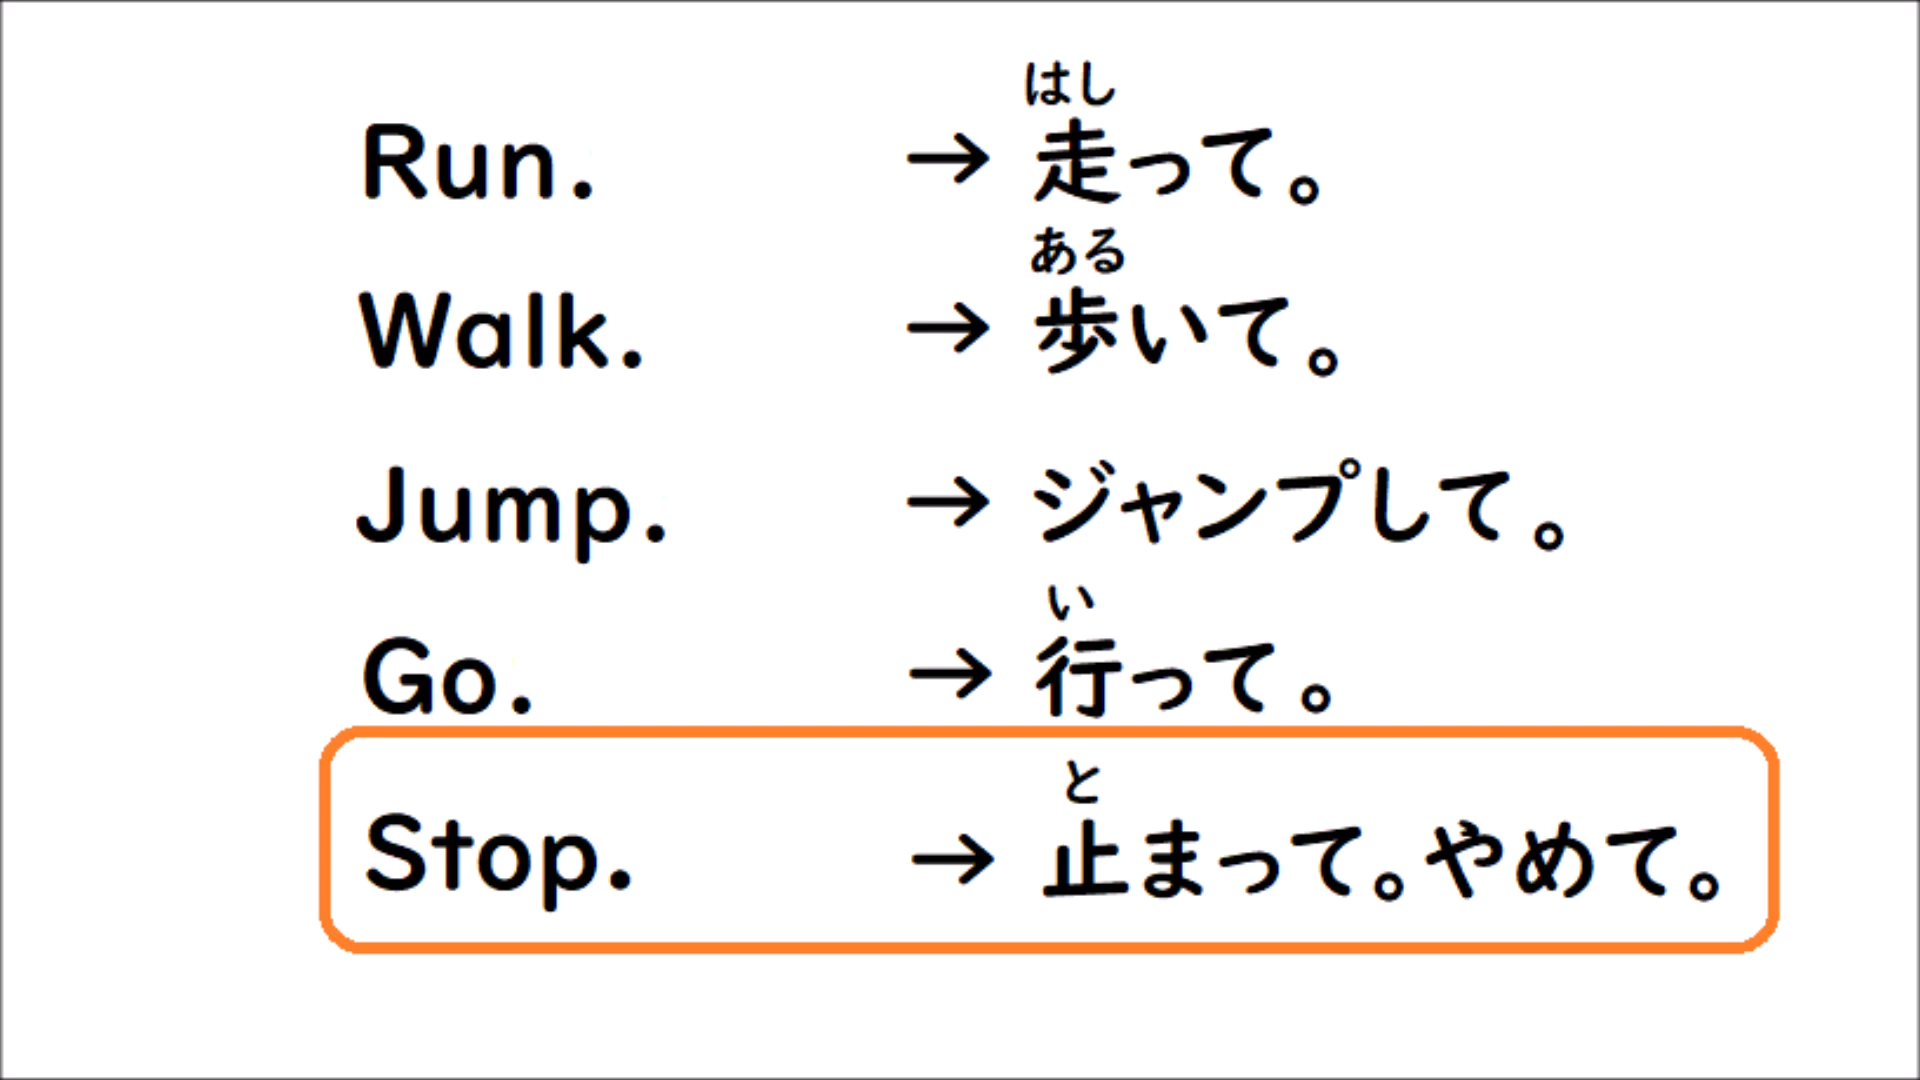 はし
Run. → 走って。
ある
Walk. → 歩いて。
Jump. → ジャンプして。
い
Go. → 行って。
と
Stop. → 止まって。やめて。